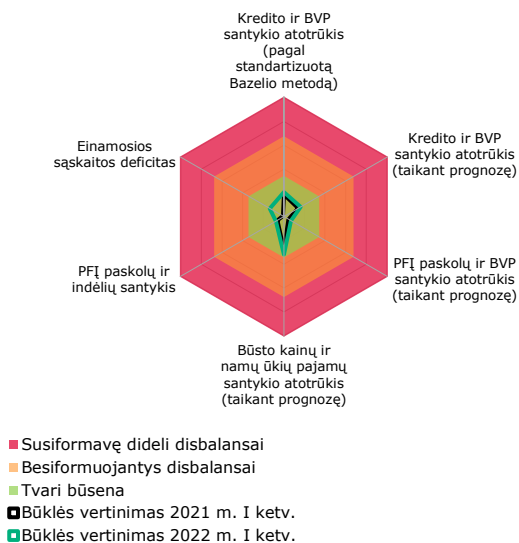 Kredito ir BVP
santykio atotrūkis
(pagal
standartizuotą
Bazelio metodą)
Kredito ir BVP
santykio atotrūkis
(taikant prognozę)
PFĮ paskolų ir BVP
santykio atotrūkis
(taikant prognozę)
Būsto kainų ir
namų ūkių pajamų
santykio atotrūkis
(taikant prognozę)
PFĮ paskolų ir
indėlių santykis
Einamosios
sąskaitos deficitas
Susiformavę dideli disbalansai
Besiformuojantys disbalansai
Tvari būsena
Būklės vertinimas 2021 m. I ketv.
Būklės vertinimas 2022 m. I ketv.